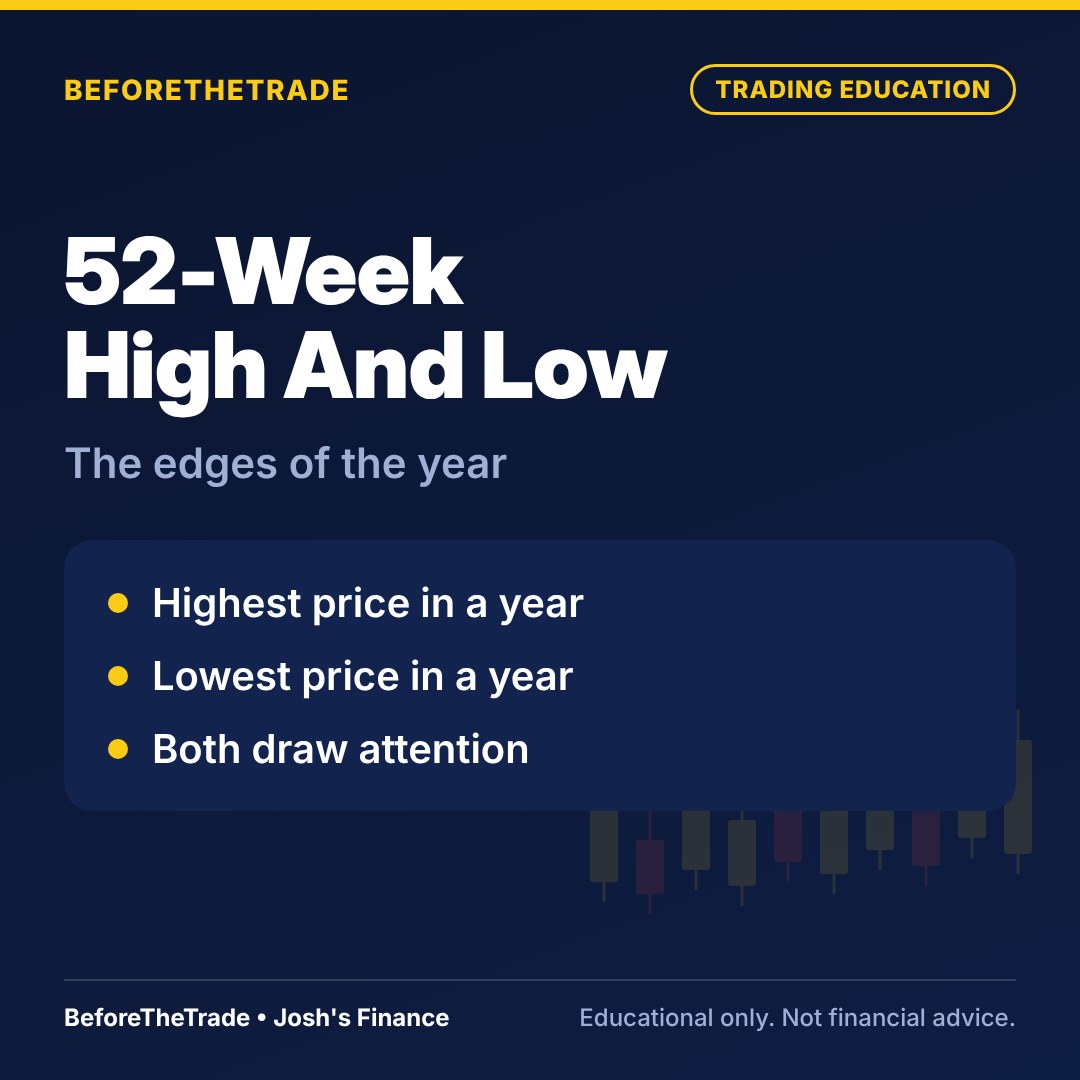 BEFORETHETRADE
TRADING EDUCATION
52-Week
High And Low
The edges of the year
Highest price in a year
Lowest price in a year
Both draw attention
BeforeTheTrade • Josh's Finance
Educational only. Not financial advice.